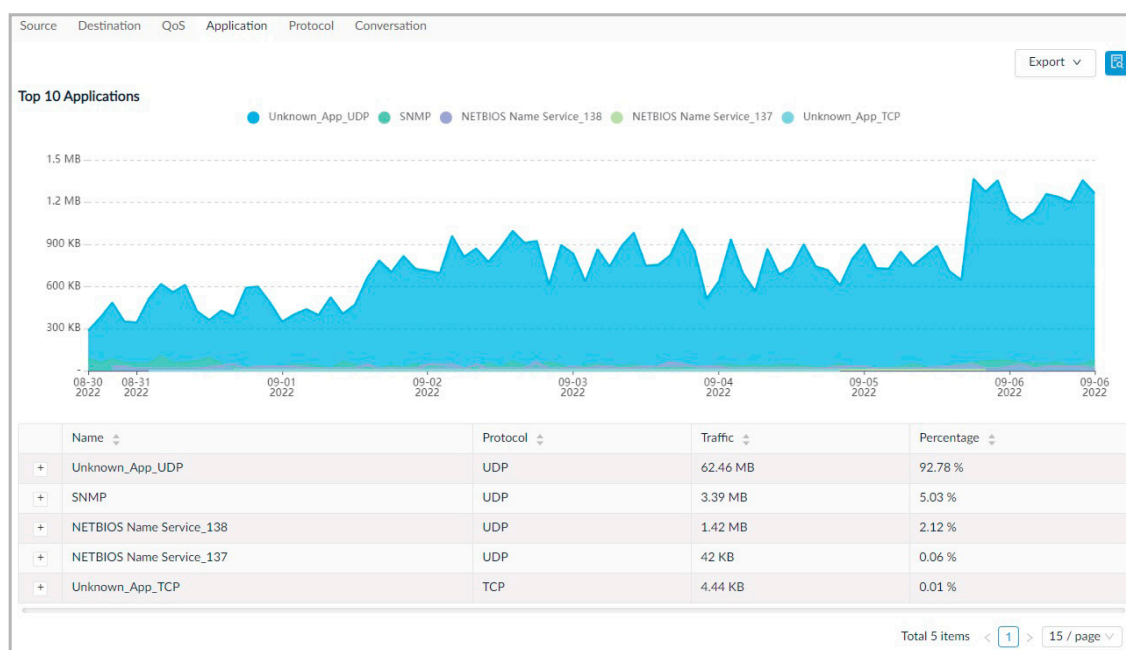 Source Destination QoS Application Protocol Conversation
Export
Top 10 Applications
Unknown_App_UDP SNMP NETBIOS Name Service_138 NETBIOS Name Service_137 Unknown_App_TCP
1.5 MB
1.2 MB
900 KB
600 KB
300 KB
-
08-30 08-31 09-01 09-02 09-03 09-04 09-05 09-06 09-06
2022 2022 2022 2022 2022 2022 2022 2022 2022
Name Protocol Traffic Percentage
+ Unknown_App_UDP UDP 62.46 MB 92.78 %
+ SNMP UDP 3.39 MB 5.03 %
+ NETBIOS Name Service_138 UDP 1.42 MB 2.12 %
+ NETBIOS Name Service_137 UDP 42 KB 0.06 %
+ Unknown_App_TCP TCP 4.44 KB 0.01 %
Total 5 items < 1 > 15 / page